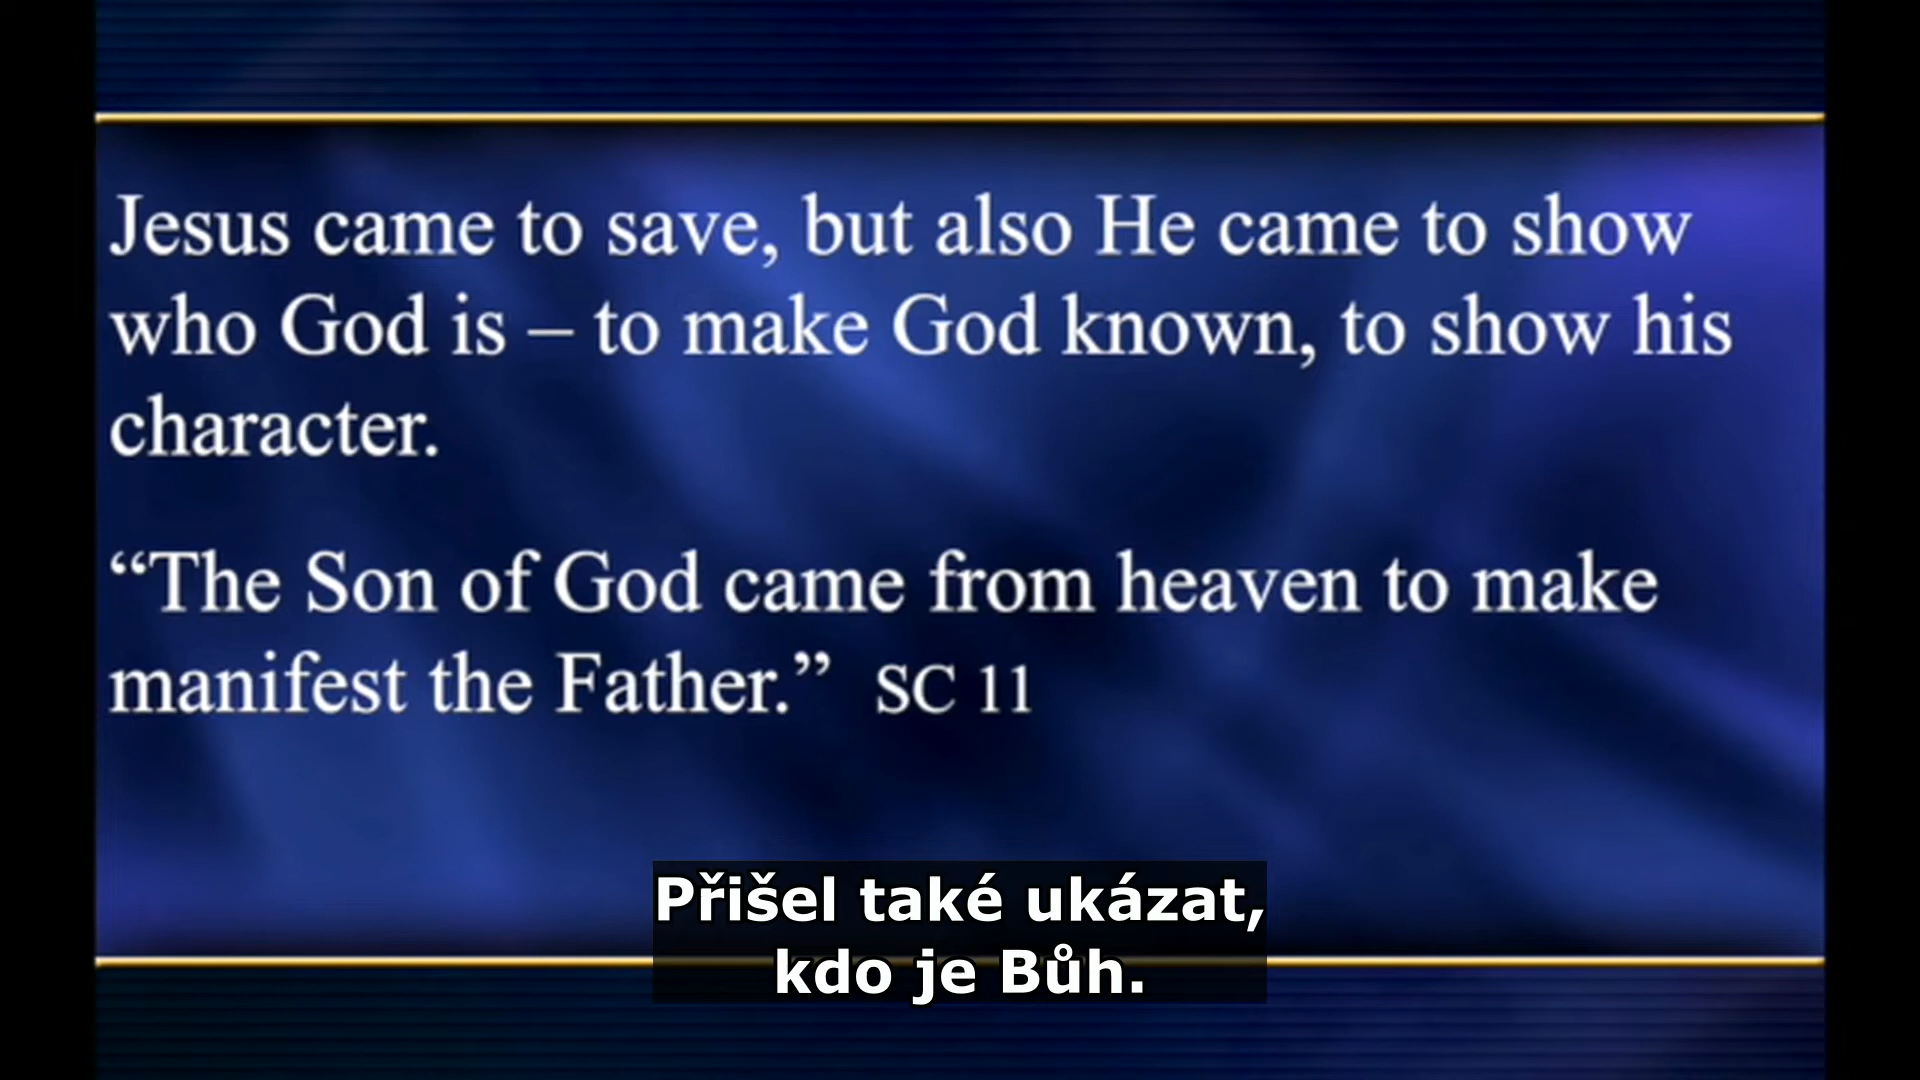 Jesus came to save, but also He came to show
who God is – to make God known, to show his
character.
“The Son of God came from heaven to make
manifest the Father.” SC 11
Přišel také ukázat,
kdo je Bůh.